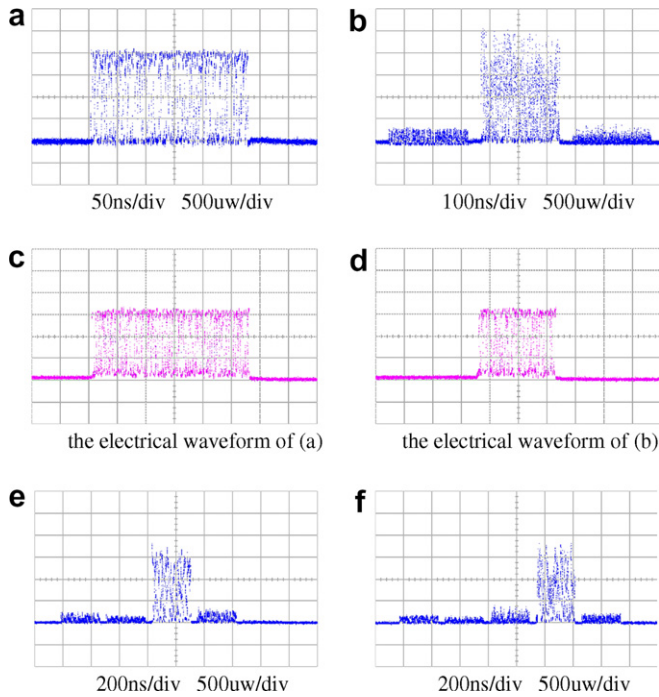 a
b
50ns/div 500uw/div
100ns/div 500uw/div
c
d
the electrical waveform of (a)
the electrical waveform of (b)
e
f
200ns/div 500uw/div
200ns/div 500uw/div